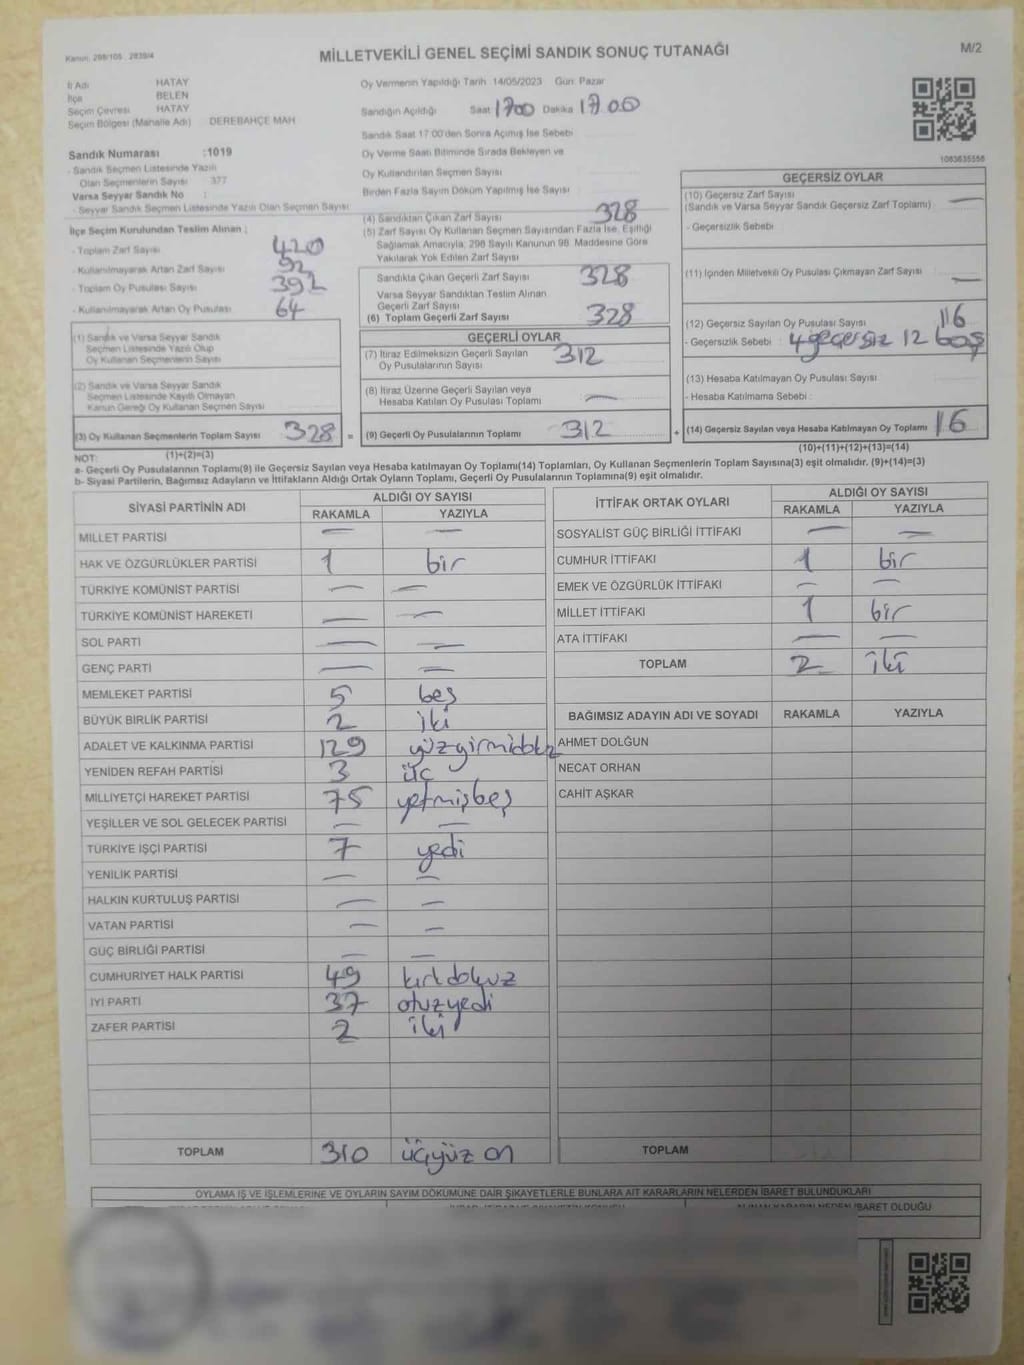 Kanun: 298/105 2839/4
MİLLETVEKİLİ GENEL SEÇİMİ SANDIK SONUÇ TUTANAĞI
M/2
İl Adı HATAY
İlçe BELEN
Seçim Çevresi HATAY
Seçim Bölgesi (Mahalle Adı) DEREBAHÇE MAH
Sandık Numarası :1019
- Sandık Seçmen Listesinde Yazılı
Olan Seçmenlerin Sayısı 377
Varsa Seyyar Sandık No :
- Seyyar Sandık Seçmen Listesinde Yazılı Olan Seçmen Sayısı
Oy Vermenin Yapıldığı Tarih 14/05/2023 Gün: Pazar
Sandığın Açıldığı Saat 1700 Dakika 17.00
Sandık Saat 17:00'den Sonra Açımış İse Sebebi
Oy Verme Saati Bitiminde Sırada Bekleyen ve
Oy Kullandırılan Seçmen Sayısı
Birden Fazla Sayım Döküm Yapılmış İse Sayısı
1083635556
İlçe Seçim Kurulundan Teslim Alınan ;
- Toplam Zarf Sayısı 420
- Kullanılmayarak Artan Zarf Sayısı 92
- Toplam Oy Pusulası Sayısı 392
- Kullanılmayarak Artan Oy Pusulası 64
(1) Sandık ve Varsa Seyyar Sandık
Seçmen Listesinde Yazılı Olup
Oy Kullanan Seçmenlerin Sayısı
(2) Sandık ve Varsa Seyyar Sandık
Seçmen Listesinde Kayıtlı Olmayan
Kanun Gereği Oy Kullanan Seçmen Sayısı
(3) Oy Kullanan Seçmenlerin Toplam Sayısı 328 =
(4) Sandıktan Çıkan Zarf Sayısı 328
(5) Zarf Sayısı Oy Kullanan Seçmen Sayısından Fazla İse, Eşitliği
Sağlamak Amacıyla; 298 Sayılı Kanunun 98. Maddesine Göre
Yakılarak Yok Edilen Zarf Sayısı
Sandıkta Çıkan Geçerli Zarf Sayısı 328
Varsa Seyyar Sandıktan Teslim Alınan
Geçerli Zarf Sayısı
(6) Toplam Geçerli Zarf Sayısı 328
GEÇERLİ OYLAR
(7) İtiraz Edilmeksizin Geçerli Sayılan
Oy Pusulalarının Sayısı 312
(8) İtiraz Üzerine Geçerli Sayılan veya
Hesaba Katılan Oy Pusulası Toplamı —
(9) Geçerli Oy Pusulalarının Toplamı 312 +
GEÇERSİZ OYLAR
(10) Geçersiz Zarf Sayısı —
(Sandık ve Varsa Seyyar Sandık Geçersiz Zarf Toplamı)
- Geçersizlik Sebebi
(11) İçinden Milletvekili Oy Pusulası Çıkmayan Zarf Sayısı —
(12) Geçersiz Sayılan Oy Pusulası Sayısı 116
- Geçersizlik Sebebi : 4 geçersiz 12 boş
(13) Hesaba Katılmayan Oy Pusulası Sayısı
- Hesaba Katılmama Sebebi :
(14) Geçersiz Sayılan veya Hesaba Katılmayan Oy Toplamı 16
NOT: (1)+(2)=(3)
(10)+(11)+(12)+(13)=(14)
a- Geçerli Oy Pusulalarının Toplamı(9) ile Geçersiz Sayılan veya Hesaba katılmayan Oy Toplamı(14) Toplamları, Oy Kullanan Seçmenlerin Toplam Sayısına(3) eşit olmalıdır. (9)+(14)=(3)
b- Siyasi Partilerin, Bağımsız Adayların ve İttifakların Aldığı Ortak Oyların Toplamı, Geçerli Oy Pusulalarının Toplamına(9) eşit olmalıdır.
SİYASİ PARTİNİN ADI ALDIĞI OY SAYISI
RAKAMLA YAZIYLA
MİLLET PARTİSİ — —
HAK VE ÖZGÜRLÜKLER PARTİSİ 1 bir
TÜRKİYE KOMÜNİST PARTİSİ — —
TÜRKİYE KOMÜNİST HAREKETİ — —
SOL PARTİ — —
GENÇ PARTİ — —
MEMLEKET PARTİSİ 5 beş
BÜYÜK BİRLİK PARTİSİ 2 iki
ADALET VE KALKINMA PARTİSİ 129 yüzyirmidokuz
YENİDEN REFAH PARTİSİ 3 üç
MİLLİYETÇİ HAREKET PARTİSİ 75 yetmişbeş
YEŞİLLER VE SOL GELECEK PARTİSİ — —
TÜRKİYE İŞÇİ PARTİSİ 7 yedi
YENİLİK PARTİSİ — —
HALKIN KURTULUŞ PARTİSİ — —
VATAN PARTİSİ — —
GÜÇ BİRLİĞİ PARTİSİ — —
CUMHURİYET HALK PARTİSİ 49 kırkdokuz
İYİ PARTİ 37 otuzyedi
ZAFER PARTİSİ 2 iki
TOPLAM 310 üçyüz on
İTTİFAK ORTAK OYLARI ALDIĞI OY SAYISI
RAKAMLA YAZIYLA
SOSYALİST GÜÇ BİRLİĞİ İTTİFAKI — —
CUMHUR İTTİFAKI 1 bir
EMEK VE ÖZGÜRLÜK İTTİFAKI — —
MİLLET İTTİFAKI 1 bir
ATA İTTİFAKI — —
TOPLAM 2 iki
BAĞIMSIZ ADAYIN ADI VE SOYADI RAKAMLA YAZIYLA
AHMET DOLĞUN
NECAT ORHAN
CAHİT AŞKAR
TOPLAM
OYLAMA İŞ VE İŞLEMLERİNE VE OYLARIN SAYIM DÖKÜMÜNE DAİR ŞİKAYETLERLE BUNLARA AİT KARARLARIN NELERDEN İBARET BULUNDUKLARI
ALINAN KARARIN NEDEN İBARET OLDUĞU